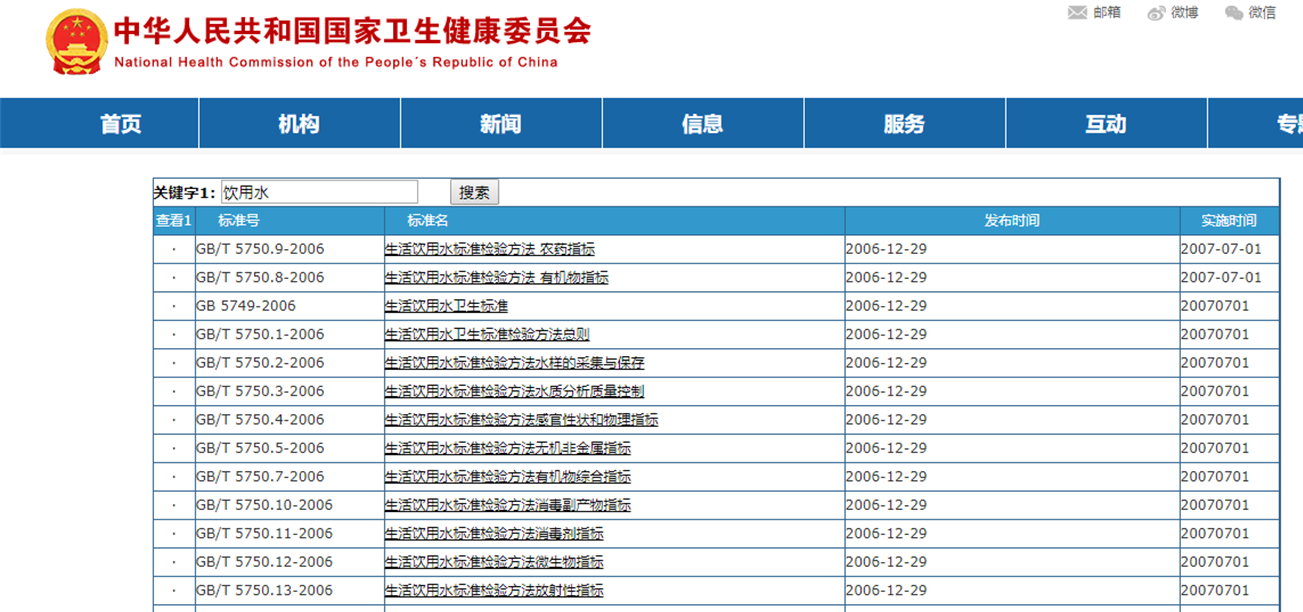 中华人民共和国国家卫生健康委员会
National Health Commission of the People´s Republic of China
邮箱 微博 微信
首页 机构 新闻 信息 服务 互动 专
关键字1: 饮用水 搜索
查看1 标准号 标准名 发布时间 实施时间
· GB/T 5750.9-2006 生活饮用水标准检验方法 农药指标 2006-12-29 2007-07-01
· GB/T 5750.8-2006 生活饮用水标准检验方法 有机物指标 2006-12-29 2007-07-01
· GB 5749-2006 生活饮用水卫生标准 2006-12-29 20070701
· GB/T 5750.1-2006 生活饮用水卫生标准检验方法总则 2006-12-29 20070701
· GB/T 5750.2-2006 生活饮用水标准检验方法水样的采集与保存 2006-12-29 20070701
· GB/T 5750.3-2006 生活饮用水标准检验方法水质分析质量控制 2006-12-29 20070701
· GB/T 5750.4-2006 生活饮用水标准检验方法感官性状和物理指标 2006-12-29 20070701
· GB/T 5750.5-2006 生活饮用水标准检验方法无机非金属指标 2006-12-29 20070701
· GB/T 5750.7-2006 生活饮用水标准检验方法有机物综合指标 2006-12-29 20070701
· GB/T 5750.10-2006 生活饮用水标准检验方法消毒副产物指标 2006-12-29 20070701
· GB/T 5750.11-2006 生活饮用水标准检验方法消毒剂指标 2006-12-29 20070701
· GB/T 5750.12-2006 生活饮用水标准检验方法微生物指标 2006-12-29 20070701
· GB/T 5750.13-2006 生活饮用水标准检验方法放射性指标 2006-12-29 20070701